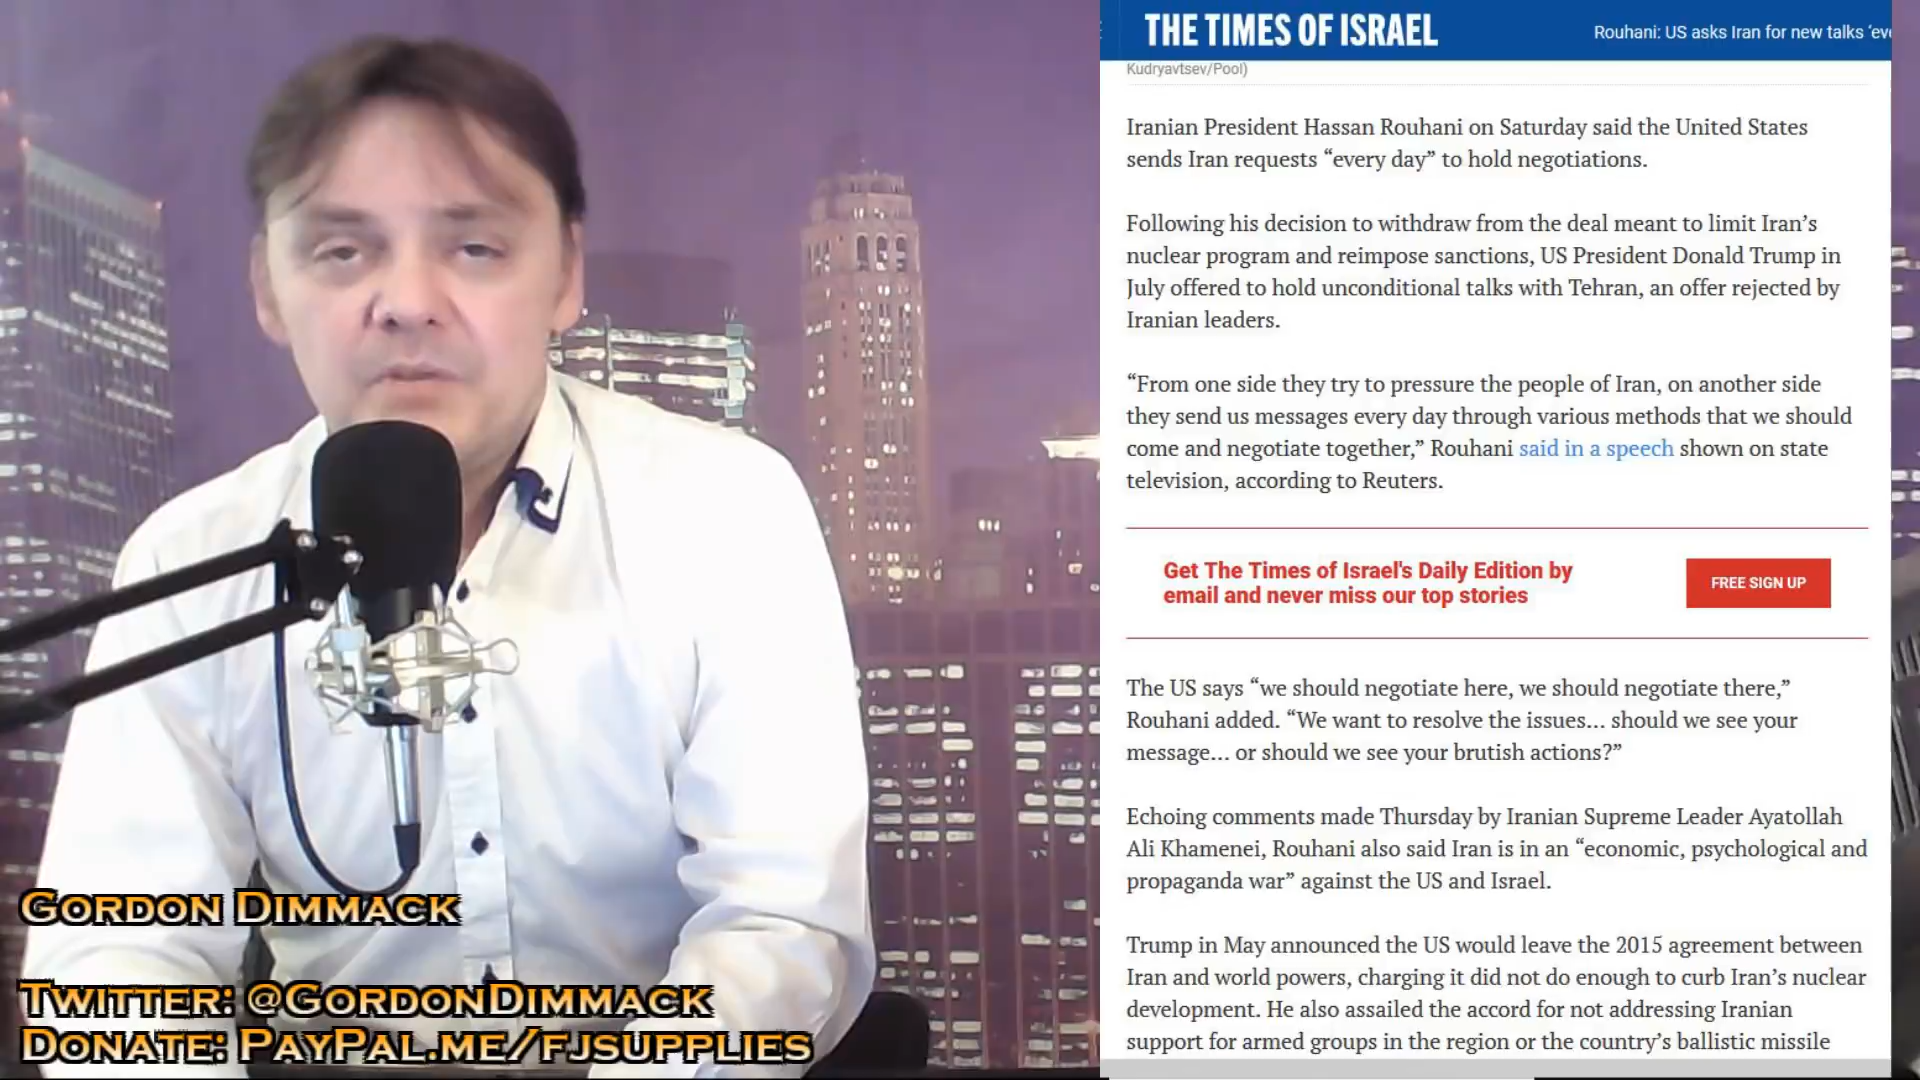 THE TIMES OF ISRAEL
Rouhani: US asks Iran for new talks ‘eve
Kudryavtsev/Pool)
Iranian President Hassan Rouhani on Saturday said the United States
sends Iran requests “every day” to hold negotiations.
Following his decision to withdraw from the deal meant to limit Iran’s
nuclear program and reimpose sanctions, US President Donald Trump in
July offered to hold unconditional talks with Tehran, an offer rejected by
Iranian leaders.
“From one side they try to pressure the people of Iran, on another side
they send us messages every day through various methods that we should
come and negotiate together,” Rouhani said in a speech shown on state
television, according to Reuters.
Get The Times of Israel's Daily Edition by
email and never miss our top stories
FREE SIGN UP
The US says “we should negotiate here, we should negotiate there,”
Rouhani added. “We want to resolve the issues... should we see your
message... or should we see your brutish actions?”
Echoing comments made Thursday by Iranian Supreme Leader Ayatollah
Ali Khamenei, Rouhani also said Iran is in an “economic, psychological and
propaganda war” against the US and Israel.
Trump in May announced the US would leave the 2015 agreement between
Iran and world powers, charging it did not do enough to curb Iran’s nuclear
development. He also assailed the accord for not addressing Iranian
support for armed groups in the region or the country’s ballistic missile
GORDON DIMMACK
TWITTER: @GORDONDIMMACK
DONATE: PAYPAL.ME/FJSUPPLIES